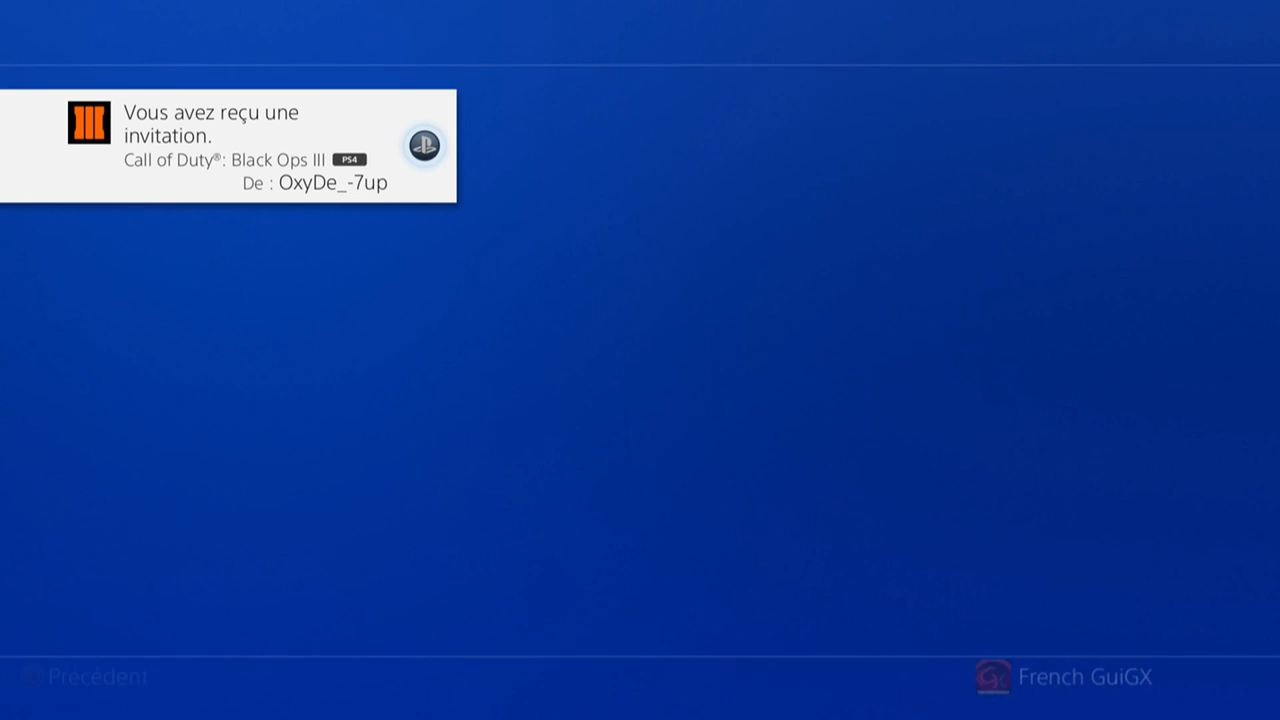 Vous avez reçu une
invitation.
Call of Duty®: Black Ops III PS4
De : OxyDe_-7up
Précédent
French GuiGX